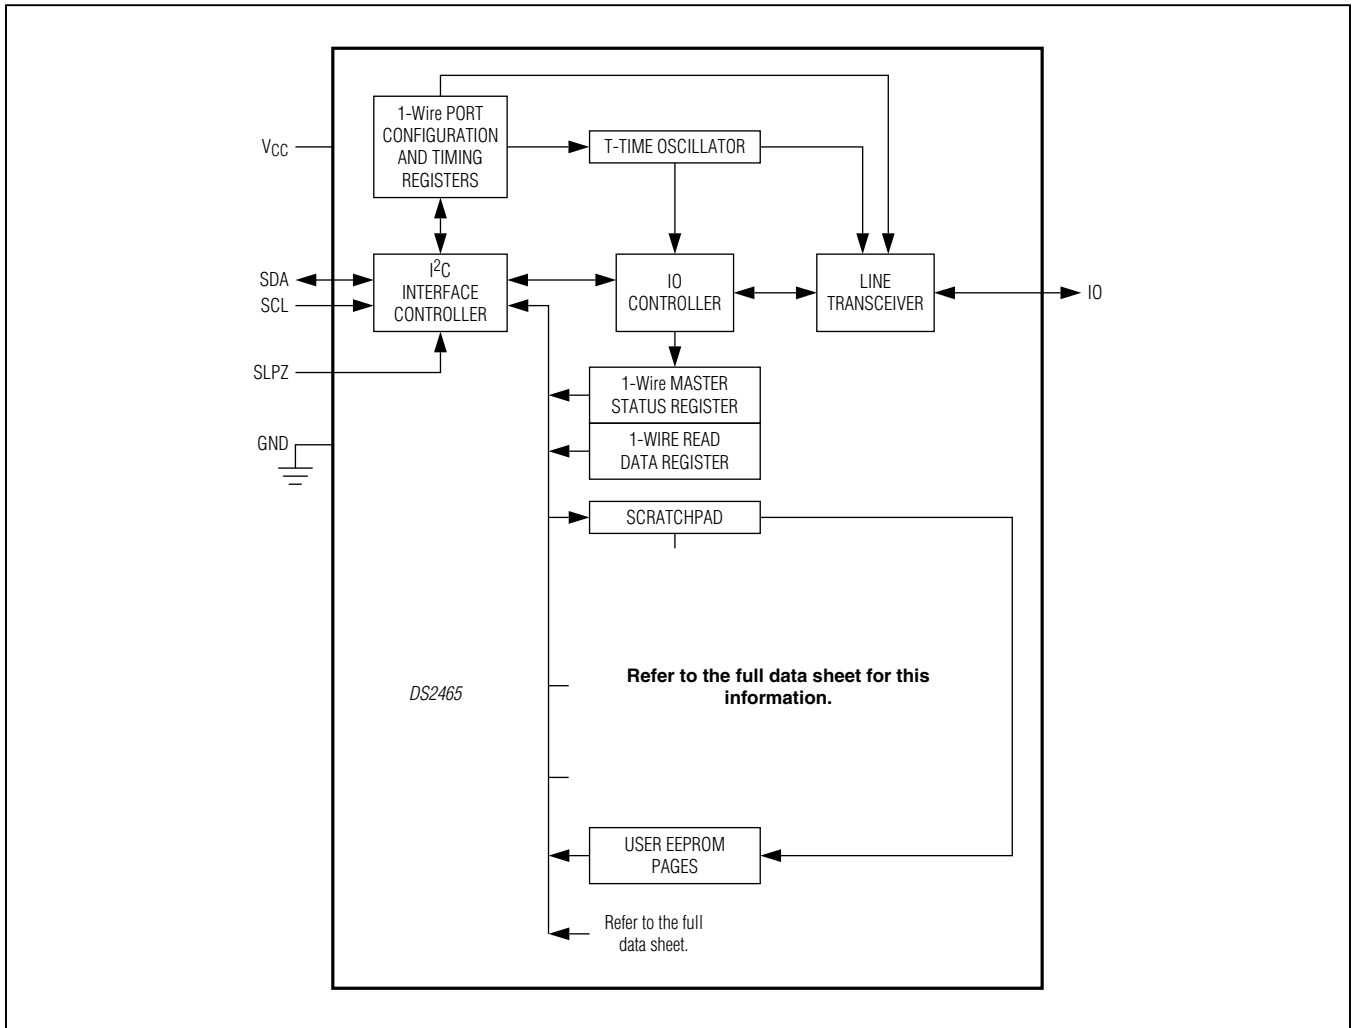 1-Wire PORT
CONFIGURATION
AND TIMING
REGISTERS
VCC
T-TIME OSCILLATOR
SDA
SCL
I2C
INTERFACE
CONTROLLER
IO
CONTROLLER
LINE
TRANSCEIVER
IO
SLPZ
1-Wire MASTER
STATUS REGISTER
GND
1-WIRE READ
DATA REGISTER
SCRATCHPAD
DS2465
Refer to the full data sheet for this
information.
USER EEPROM
PAGES
Refer to the full
data sheet.